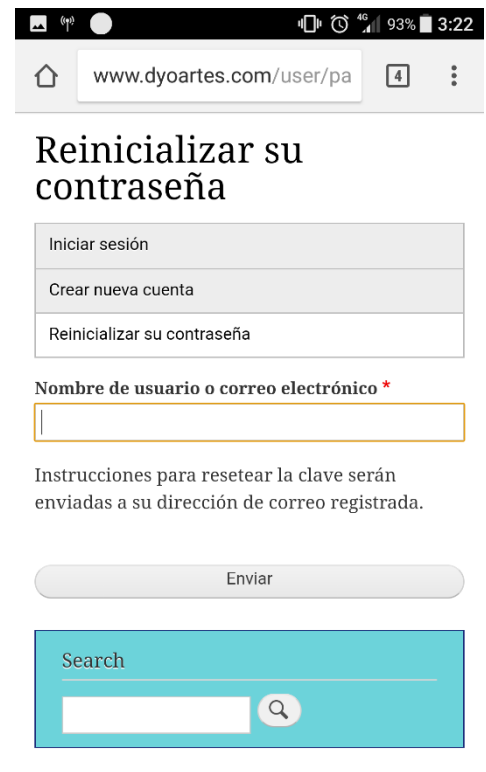 4G 93% 3:22
www.dyoartes.com/user/pa 4
Reinicializar su
contraseña
Iniciar sesión
Crear nueva cuenta
Reinicializar su contraseña
Nombre de usuario o correo electrónico *
Instrucciones para resetear la clave serán
enviadas a su dirección de correo registrada.
Enviar
Search